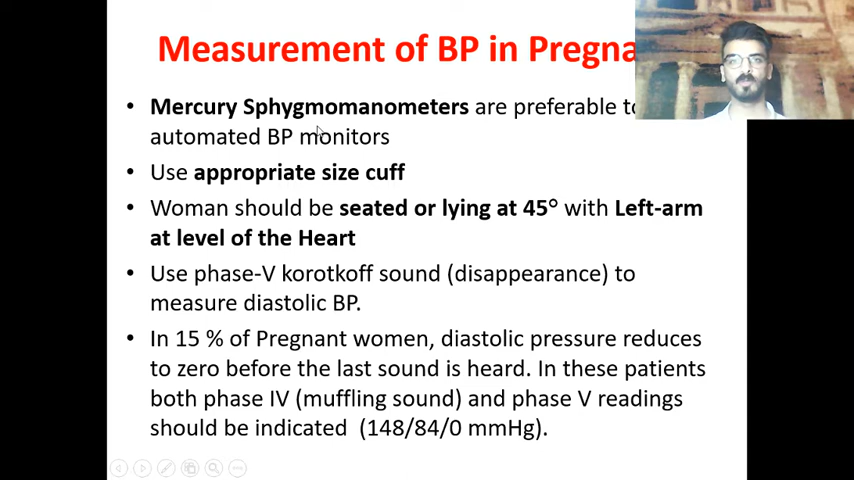 Measurement of BP in
• Mercury Sphygmomanometers are preferable
automated BP monitors
• Use appropriate size cuff
• Woman should be seated or lying at 45° with Left-arm
at level of the Heart
• Use phase-V korotkoff sound (disappearance) to
measure diastolic BP.
• In 15 % of Pregnant women, diastolic pressure reduces
to zero before the last sound is heard. In these patients
both phase IV (muffling sound) and phase V readings
should be indicated (148/84/0 mmHg).